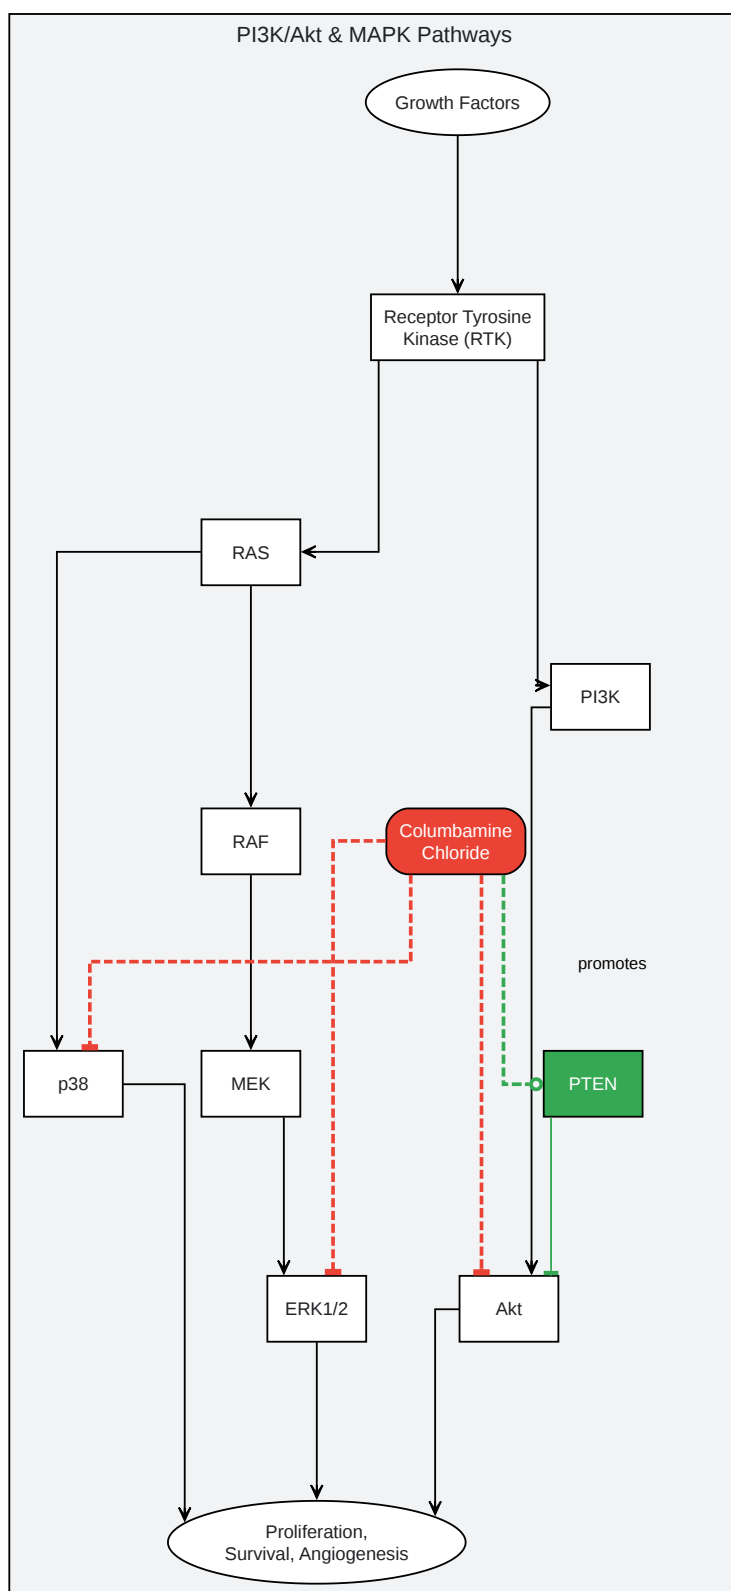 PI3K/Akt & MAPK Pathways
Growth Factors
Receptor Tyrosine
Kinase (RTK)
RAS
PI3K
RAF
Columbamine
Chloride
promotes
p38
MEK
PTEN
ERK1/2
Akt
Proliferation,
Survival, Angiogenesis